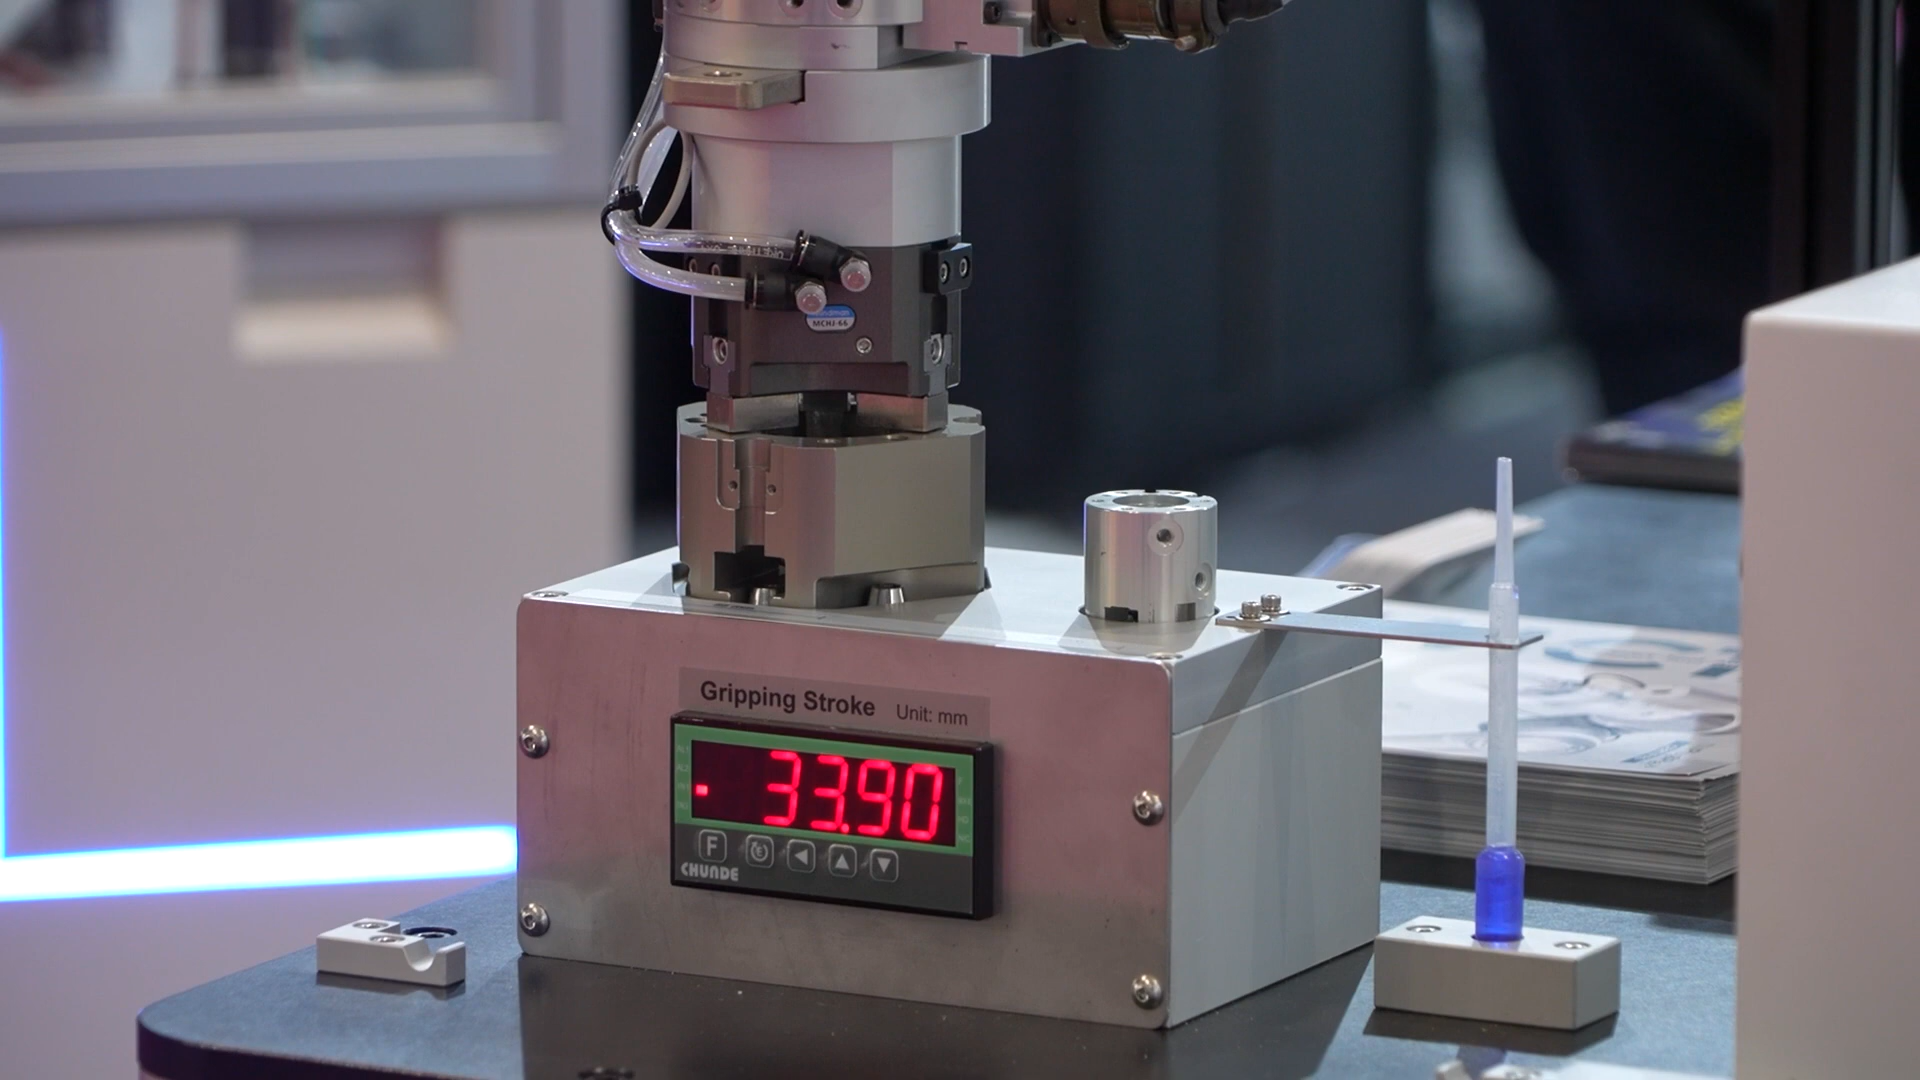 MCHJ-66
Gripping Stroke Unit: mm
- 33.90
F
CHUNDE